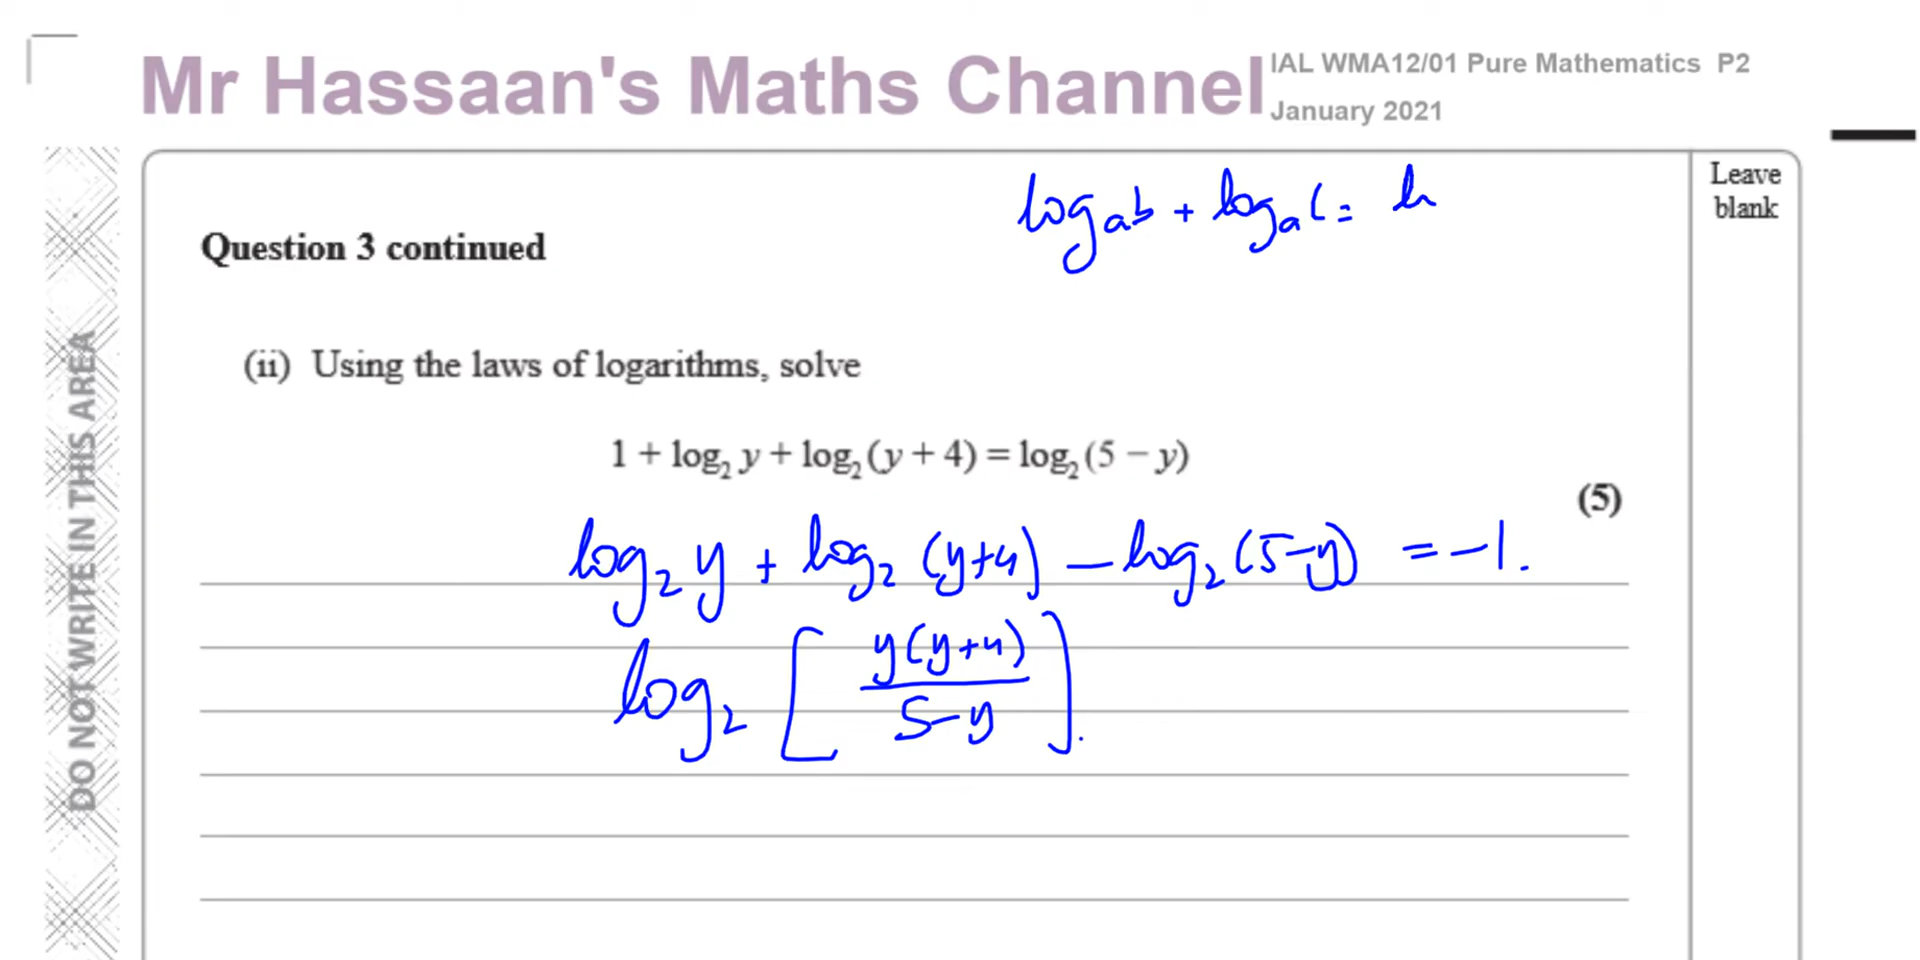 Mr Hassaan's Maths Channel
IAL WMA12/01 Pure Mathematics P2
January 2021
Leave
blank
log_a b + log_a c =
Question 3 continued
(ii) Using the laws of logarithms, solve
1 + log₂ y + log₂ (y + 4) = log₂ (5 − y)
(5)
log₂ y + log₂ (y+4) − log₂ (5−y) = −1.
log₂ [ y(y+4) / 5−y ].
DO NOT WRITE IN THIS AREA